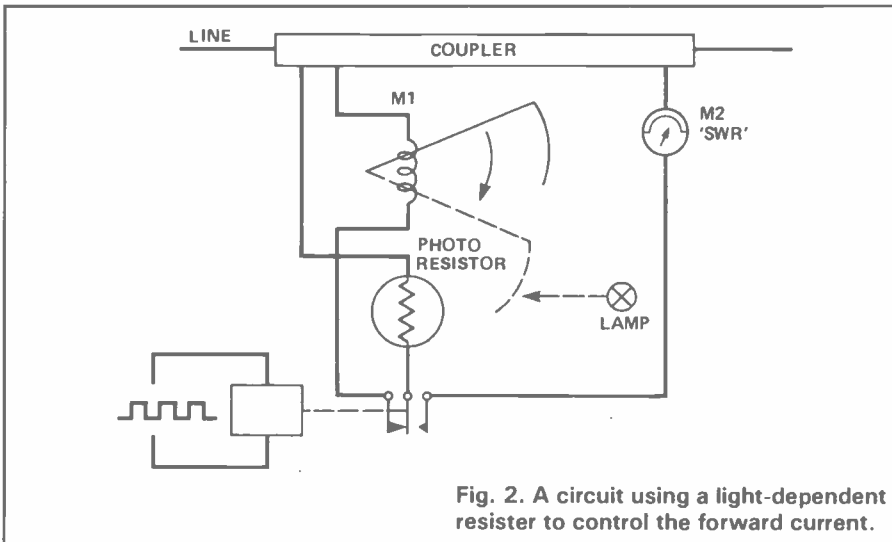 LINE
COUPLER
M1
M2
'SWR'
PHOTO
RESISTOR
LAMP
Fig. 2. A circuit using a light-dependent
resister to control the forward current.